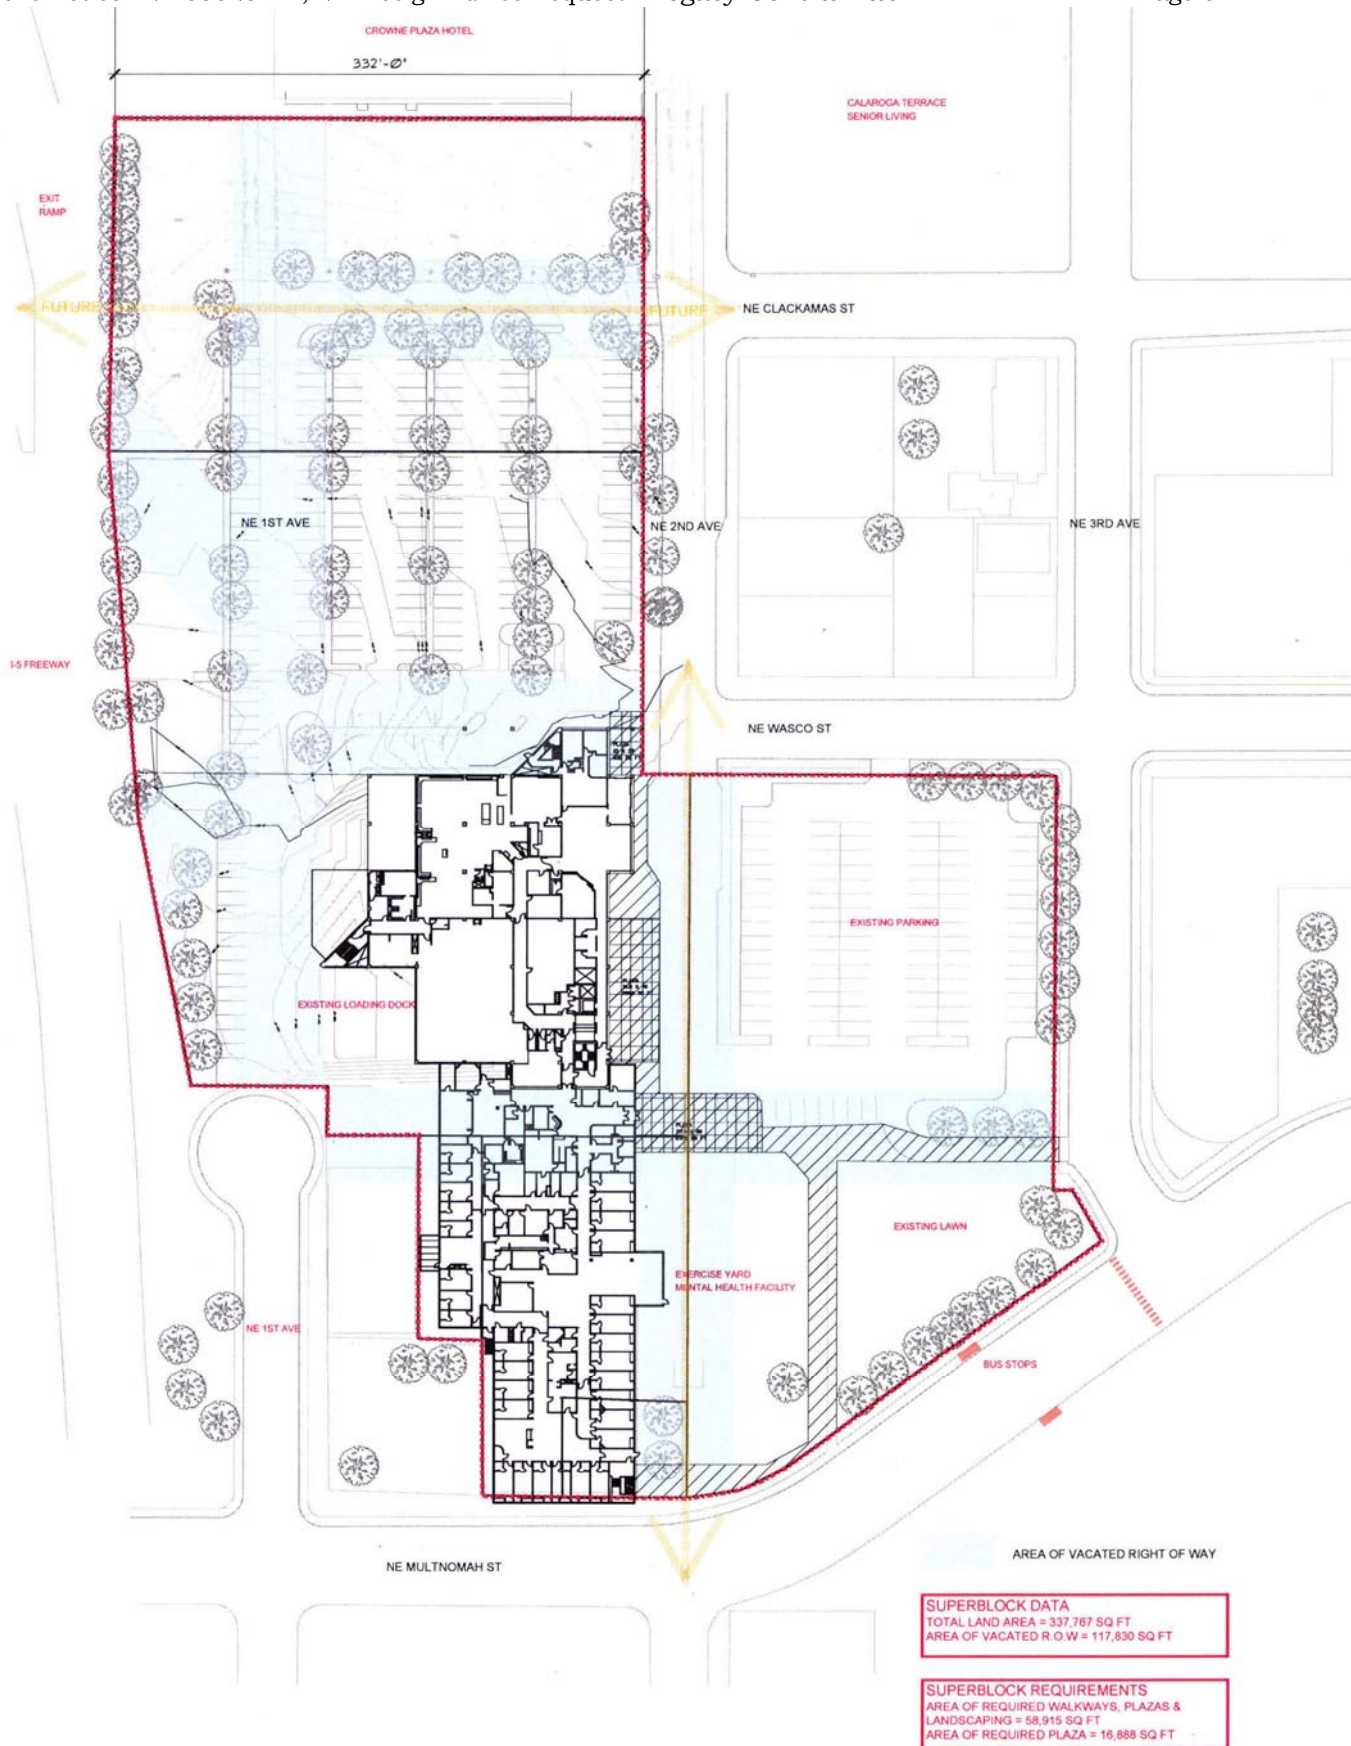 CROWNE PLAZA HOTEL
332'-0"
CALAROGA TERRACE
SENIOR LIVING
EXIT
RAMP
FUTURE
FUTURE
NE CLACKAMAS ST
NE 1ST AVE
NE 2ND AVE
NE 3RD AVE
I-5 FREEWAY
NE WASCO ST
EXISTING PARKING
EXISTING LOADING DOCK
EXISTING LAWN
EXERCISE YARD
MENTAL HEALTH FACILITY
NE 1ST AVE
BUS STOPS
NE MULTNOMAH ST
AREA OF VACATED RIGHT OF WAY
SUPERBLOCK DATA
TOTAL LAND AREA = 337,767 SQ FT
AREA OF VACATED R.O.W = 117,830 SQ FT
SUPERBLOCK REQUIREMENTS
AREA OF REQUIRED WALKWAYS, PLAZAS &
LANDSCAPING = 58,915 SQ FT
AREA OF REQUIRED PLAZA = 16,888 SQ FT